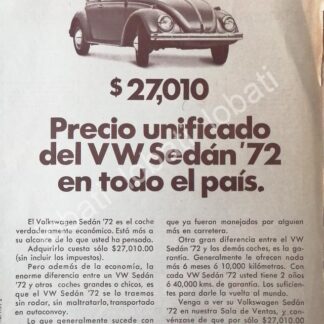 $27,010
Precio unificado
del VW Sedán '72
en todo el país.
El Volkswagen Sedán '72 es el coche
verdaderamente económico. Está más a
su alcance de lo que usted ha pensado.
Adquirirlo cuesta sólo $27,010.00
(sin incluir los impuestos).
Pero además de la economía, la
enorme diferencia entre un VW Sedán
'72 y otros coches grandes o chicos, es
que el VW Sedán '72 se lo traemos
sin rodar, sin maltratarlo, transportado
en autoconvoy.
Lo que generalmente sucede con
que ya fueron manejados por alguien
más en carretera.
Otra gran diferencia entre el VW
Sedán '72 y los demás coches, es la
garantía. Generalmente le ofrecen nada
más 6 meses ó 10,000 kilómetros. Con
cada VW Sedán '72 usted tiene 2 años
ó 40,000 kms. de garantía. Los suficien-
tes para darle la vuelta al mundo.
Venga a ver su Volkswagen Sedán
'72 en nuestra Sala de Ventas, y con-
vénzase de que por sólo $27,010.00